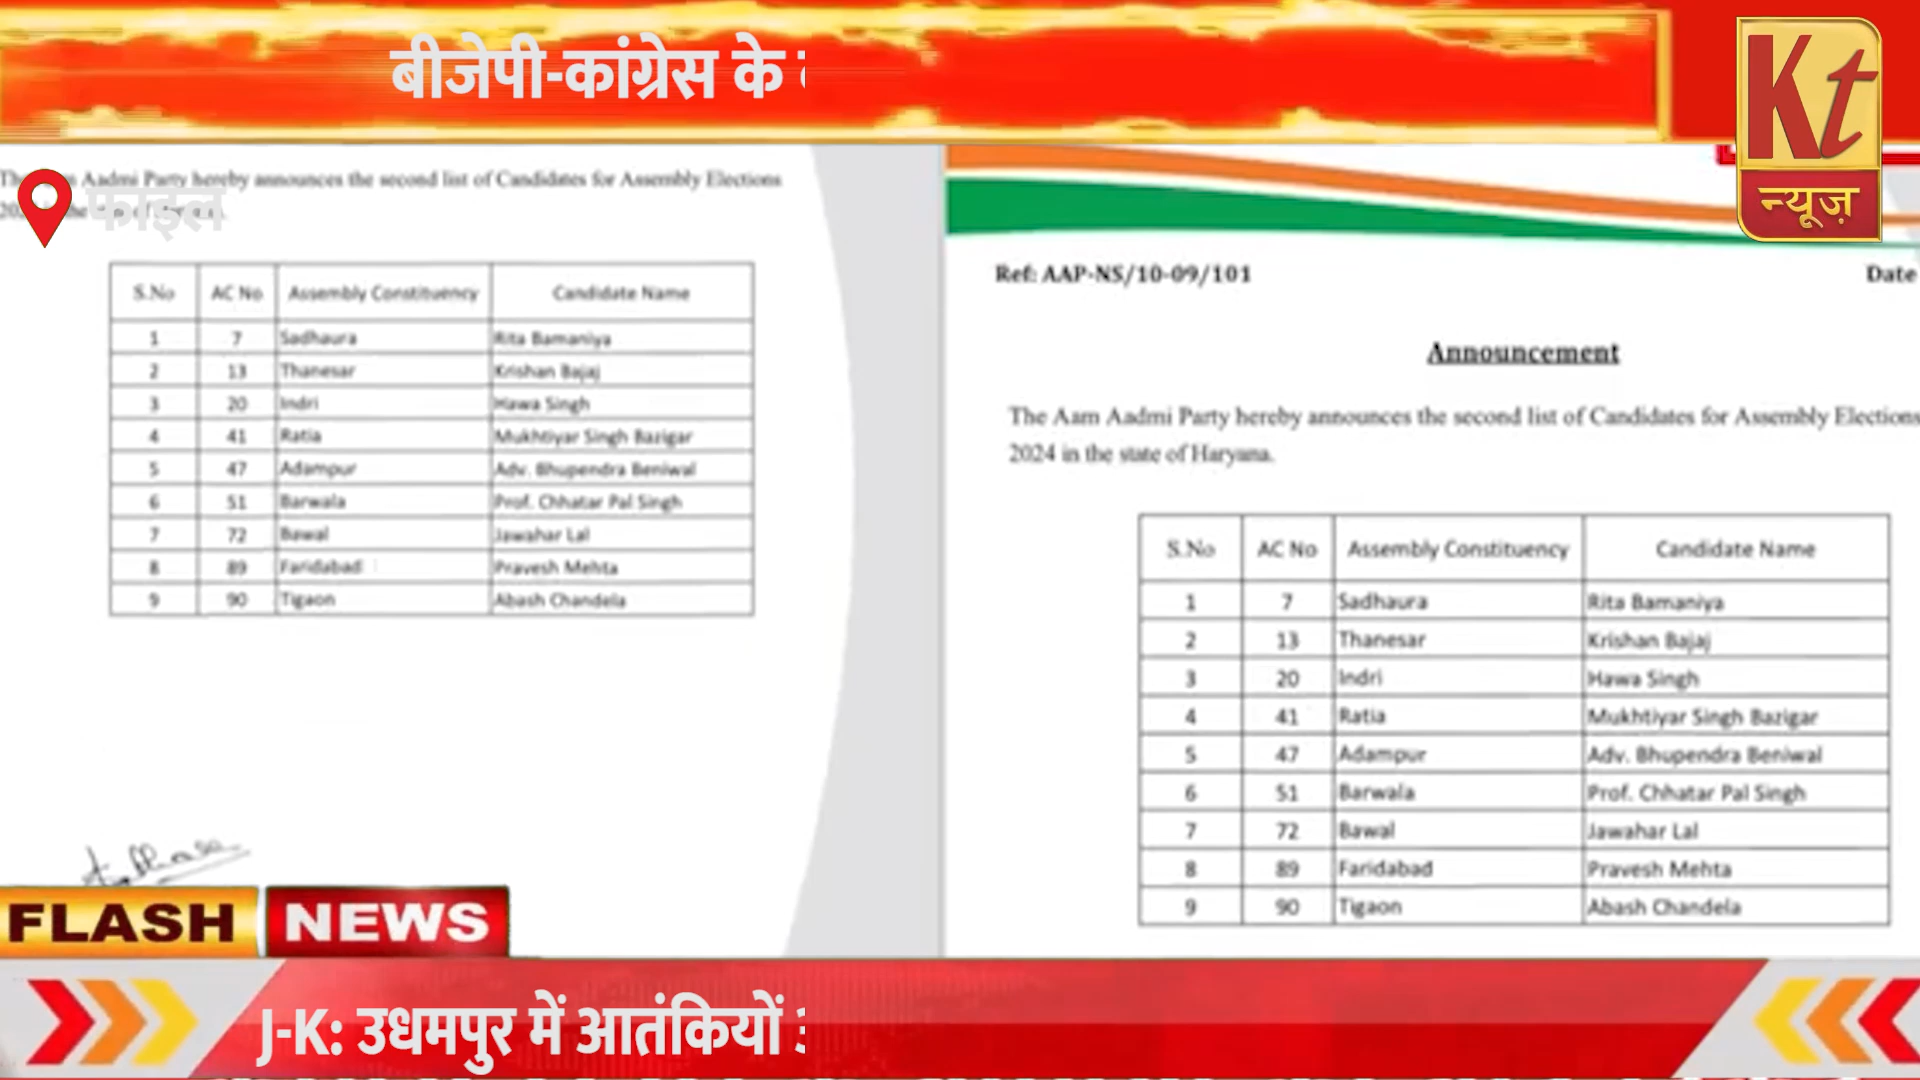 बीजेपी-कांग्रेस के
Kt
न्यूज़
Aadmi Party hereby announces the second list of Candidates for Assembly Elections
फाइल
S.No AC No Assembly Constituency Candidate Name
1 7 Sadhaura Rita Bamaniya
2 13 Thanesar Krishan Bajaj
3 20 Indri Hawa Singh
4 41 Ratia Mukhtiyar Singh Bazigar
5 47 Adampur Adv. Bhupendra Beniwal
6 51 Barwala Prof. Chhatar Pal Singh
7 72 Bawal Jawahar Lal
8 89 Faridabad Pravesh Mehta
9 90 Tigaon Abash Chandela
Ref: AAP-NS/10-09/101 Date
Announcement
The Aam Aadmi Party hereby announces the second list of Candidates for Assembly Elections
2024 in the state of Haryana.
S.No AC No Assembly Constituency Candidate Name
1 7 Sadhaura Rita Bamaniya
2 13 Thanesar Krishan Bajaj
3 20 Indri Hawa Singh
4 41 Ratia Mukhtiyar Singh Bazigar
5 47 Adampur Adv. Bhupendra Beniwal
6 51 Barwala Prof. Chhatar Pal Singh
7 72 Bawal Jawahar Lal
8 89 Faridabad Pravesh Mehta
9 90 Tigaon Abash Chandela
FLASH NEWS
J-K: उधमपुर में आतंकियों